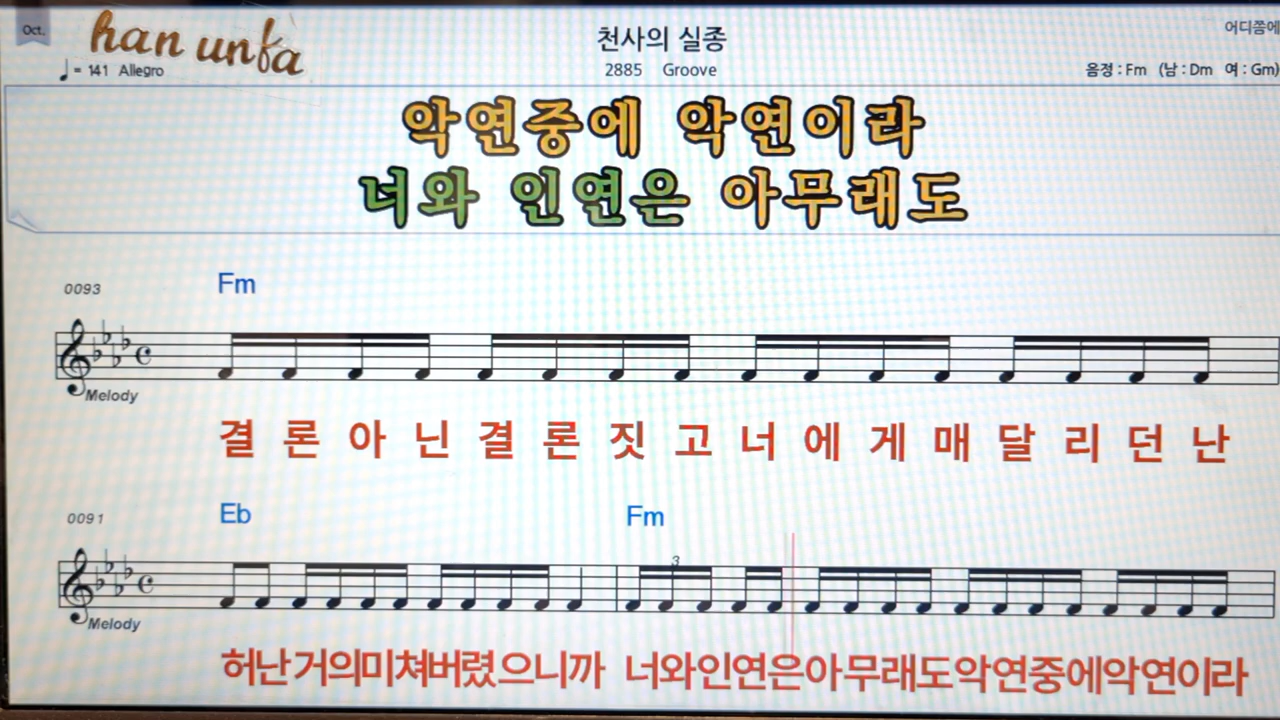 Oct.
han unfa
천사의 실종
어디쯤에
♩= 141 Allegro
2885 Groove
음정 : Fm (남 : Dm 여 : Gm)
악연중에 악연이라
너와 인연은 아무래도
0093
Fm
Melody
결 론 아 닌 결 론 짓 고 너 에 게 매 달 리 던 난
0091
Eb Fm
3
Melody
허난거의미쳐버렸으니까 너와인연은아무래도악연중에악연이라